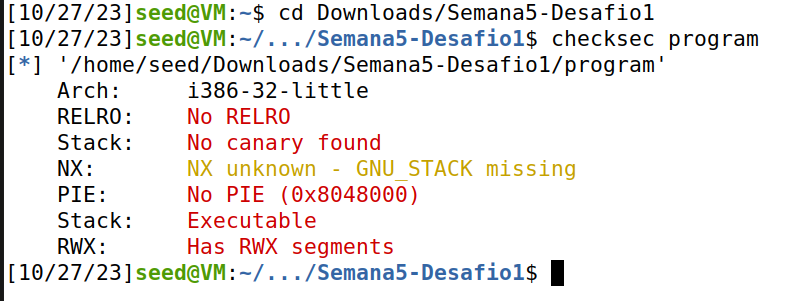 [10/27/23]seed@VM:~$ cd Downloads/Semana5-Desafio1
[10/27/23]seed@VM:~/.../Semana5-Desafio1$ checksec program
[*] '/home/seed/Downloads/Semana5-Desafio1/program'
    Arch:     i386-32-little
    RELRO:    No RELRO
    Stack:    No canary found
    NX:       NX unknown - GNU_STACK missing
    PIE:      No PIE (0x8048000)
    Stack:    Executable
    RWX:      Has RWX segments
[10/27/23]seed@VM:~/.../Semana5-Desafio1$